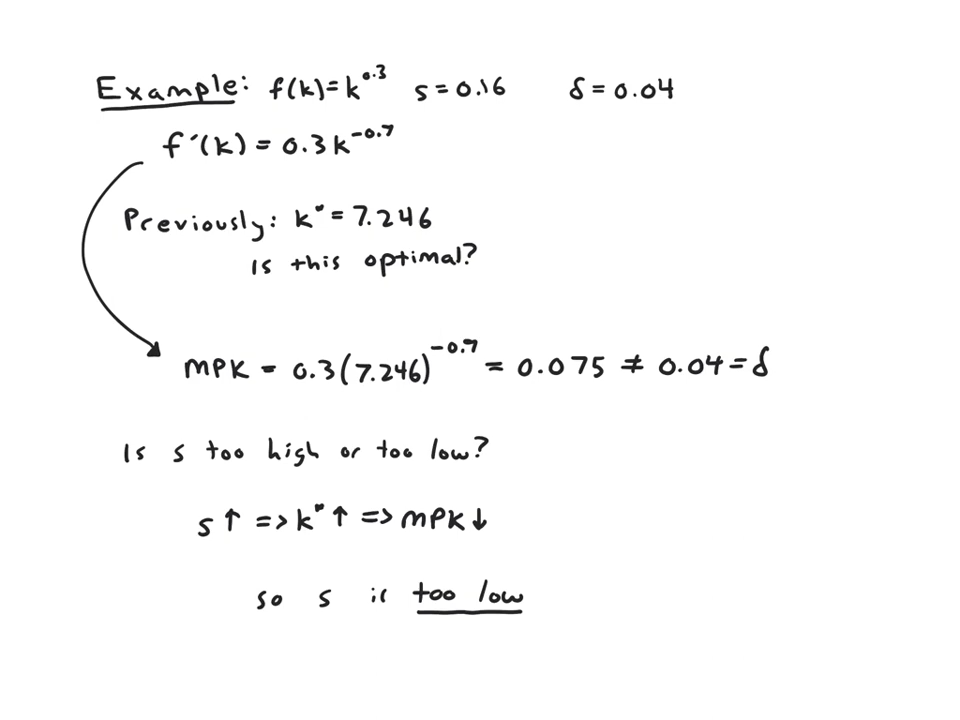 Example: f(k)=k^0.3 s=0.16 δ=0.04
f'(k) = 0.3k^-0.7
Previously: k* = 7.246
Is this optimal?
MPK = 0.3(7.246)^-0.7 = 0.075 ≠ 0.04=δ
Is s too high or too low?
s↑ => k*↑ => MPK↓
so s is too low